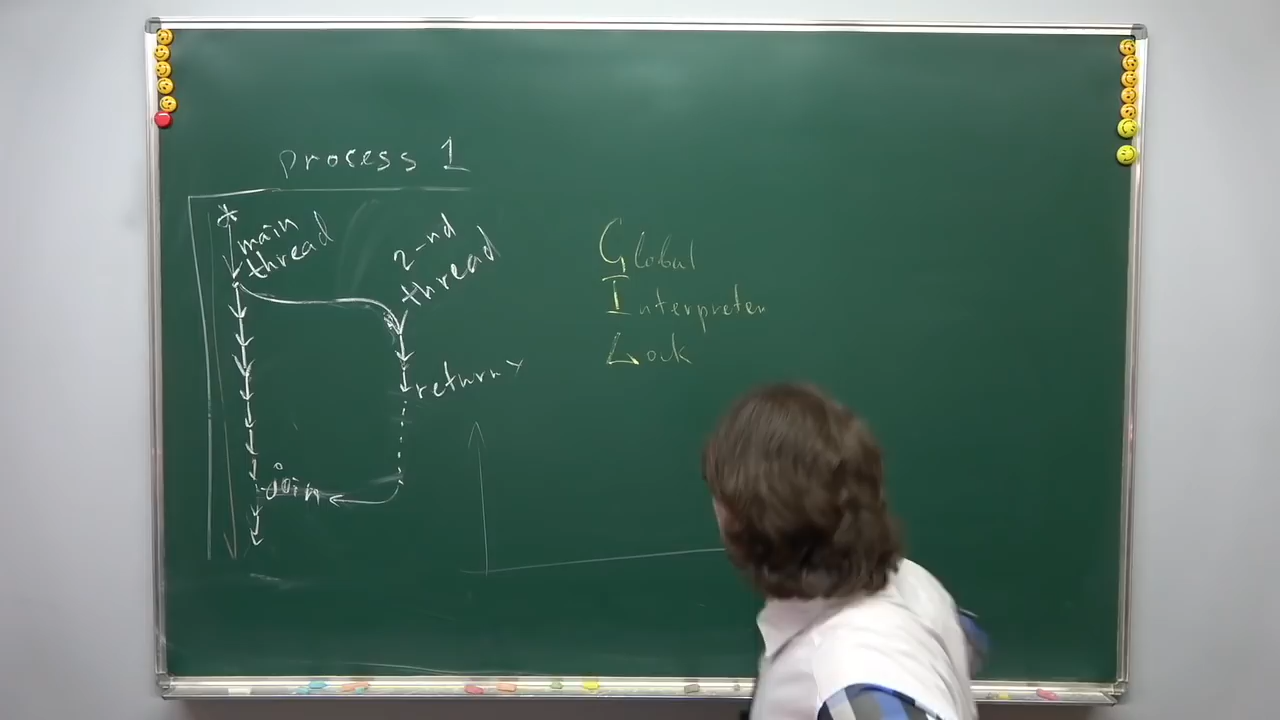 process 1
main
thread
2-nd
thread
return
join
Global
Interpreter
Lock